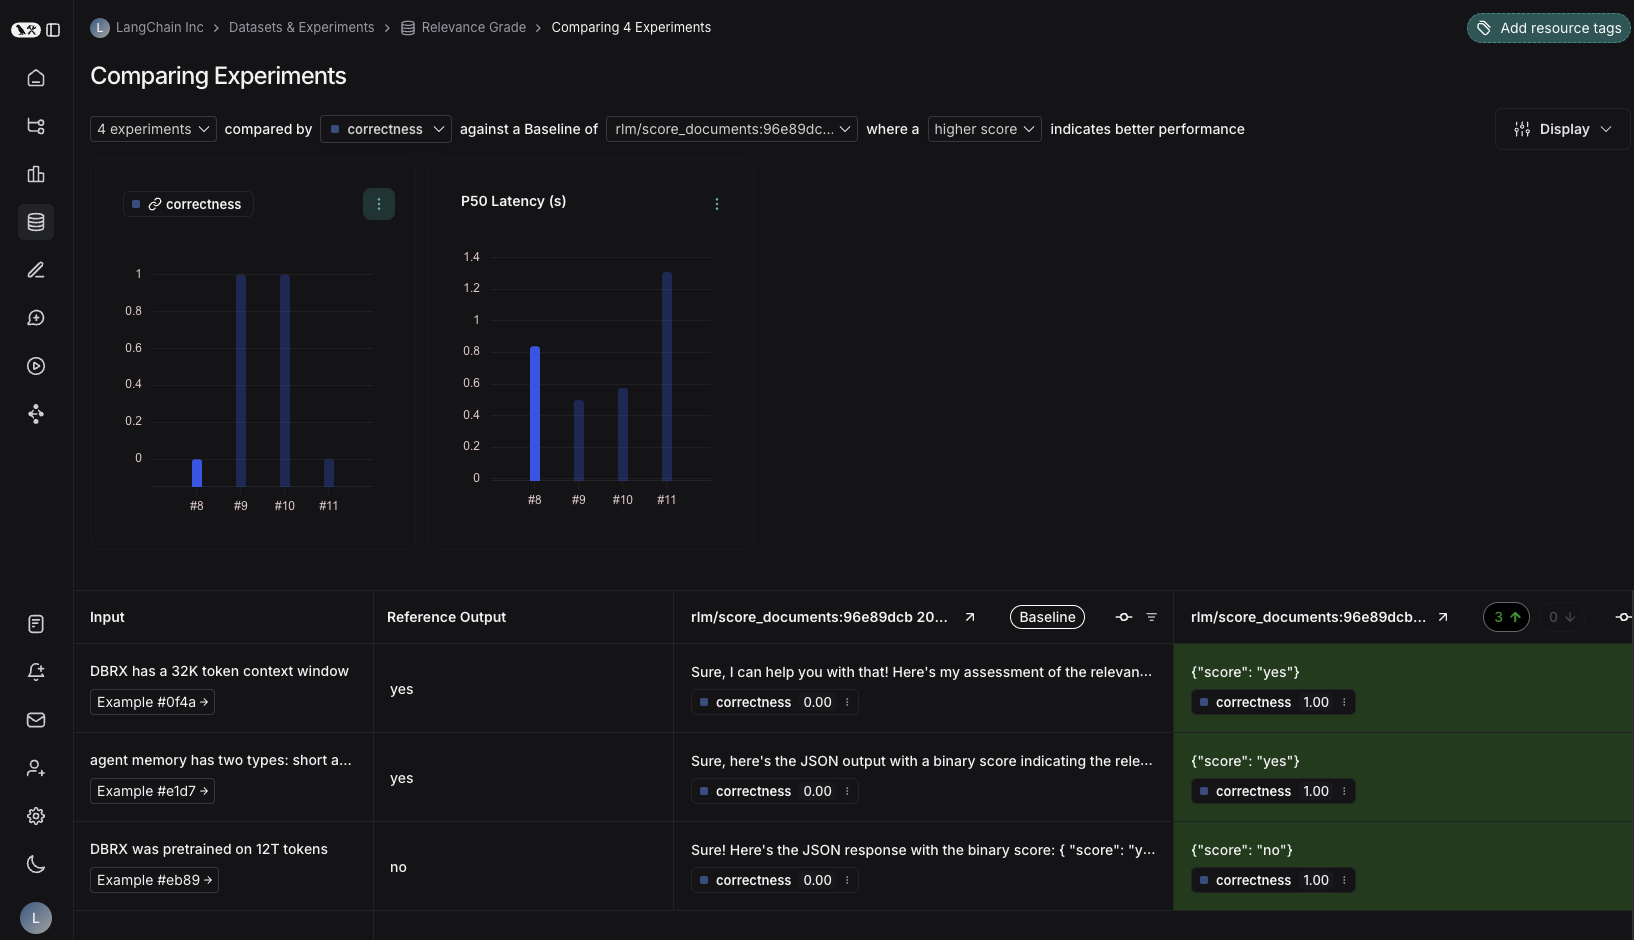 L LangChain Inc > Datasets & Experiments > Relevance Grade > Comparing 4 Experiments
Add resource tags
Comparing Experiments
4 experiments compared by correctness against a Baseline of rlm/score_documents:96e89dc... where a higher score indicates better performance
Display
correctness
1
0.8
0.6
0.4
0.2
0
#8 #9 #10 #11
P50 Latency (s)
1.4
1.2
1
0.8
0.6
0.4
0.2
0
#8 #9 #10 #11
Input Reference Output rlm/score_documents:96e89dcb 20... Baseline rlm/score_documents:96e89dcb... 3 ↑ 0 ↓
DBRX has a 32K token context window
Example #0f4a →
yes
Sure, I can help you with that! Here's my assessment of the relevan...
correctness 0.00
{"score": "yes"}
correctness 1.00
agent memory has two types: short a...
Example #e1d7 →
yes
Sure, here's the JSON output with a binary score indicating the rele...
correctness 0.00
{"score": "yes"}
correctness 1.00
DBRX was pretrained on 12T tokens
Example #eb89 →
no
Sure! Here's the JSON response with the binary score: { "score": "y...
correctness 0.00
{"score": "no"}
correctness 1.00
L